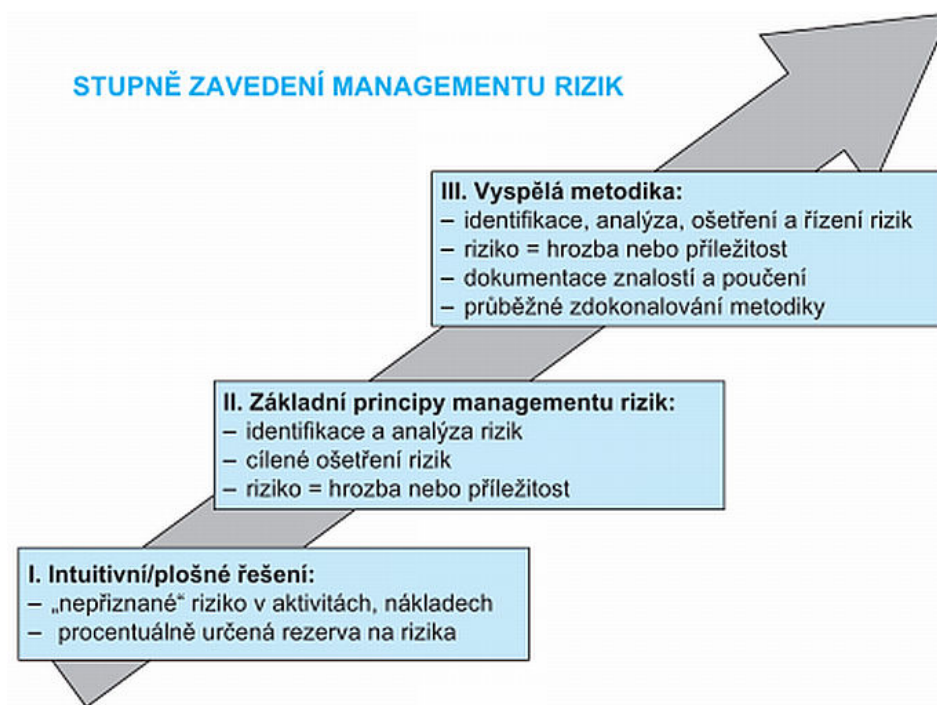 STUPNĚ ZAVEDENÍ MANAGEMENTU RIZIK
III. Vyspělá metodika:
– identifikace, analýza, ošetření a řízení rizik
– riziko = hrozba nebo příležitost
– dokumentace znalostí a poučení
– průběžné zdokonalování metodiky
II. Základní principy managementu rizik:
– identifikace a analýza rizik
– cílené ošetření rizik
– riziko = hrozba nebo příležitost
I. Intuitivní/plošné řešení:
– „nepřiznané“ riziko v aktivitách, nákladech
– procentuálně určená rezerva na rizika